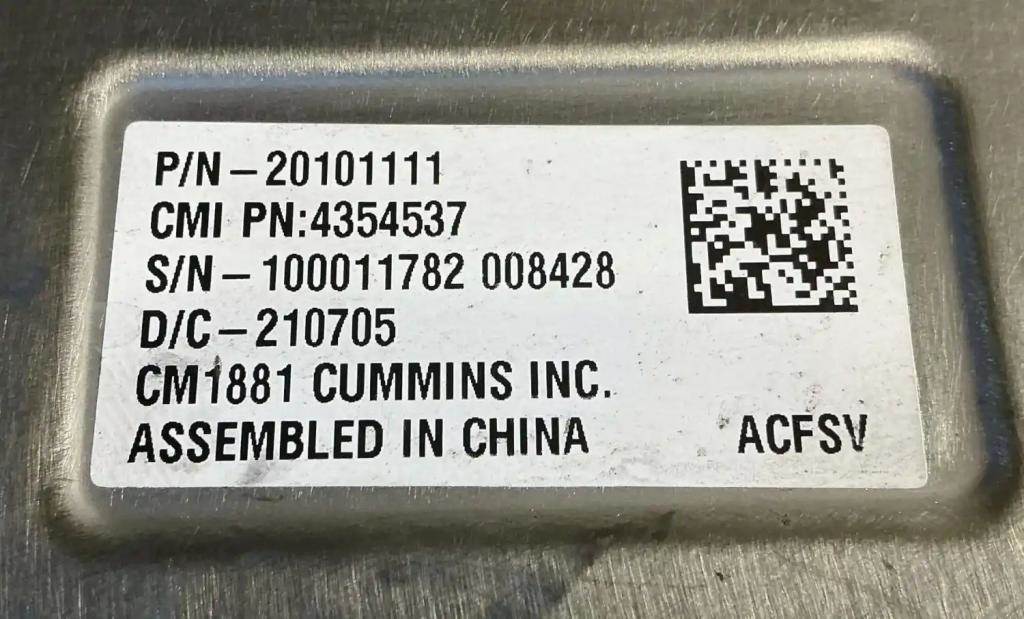 P/N-20101111
CMI PN:4354537
S/N-100011782 008428
D/C-210705
CM1881 CUMMINS INC.
ASSEMBLED IN CHINA
ACFSV